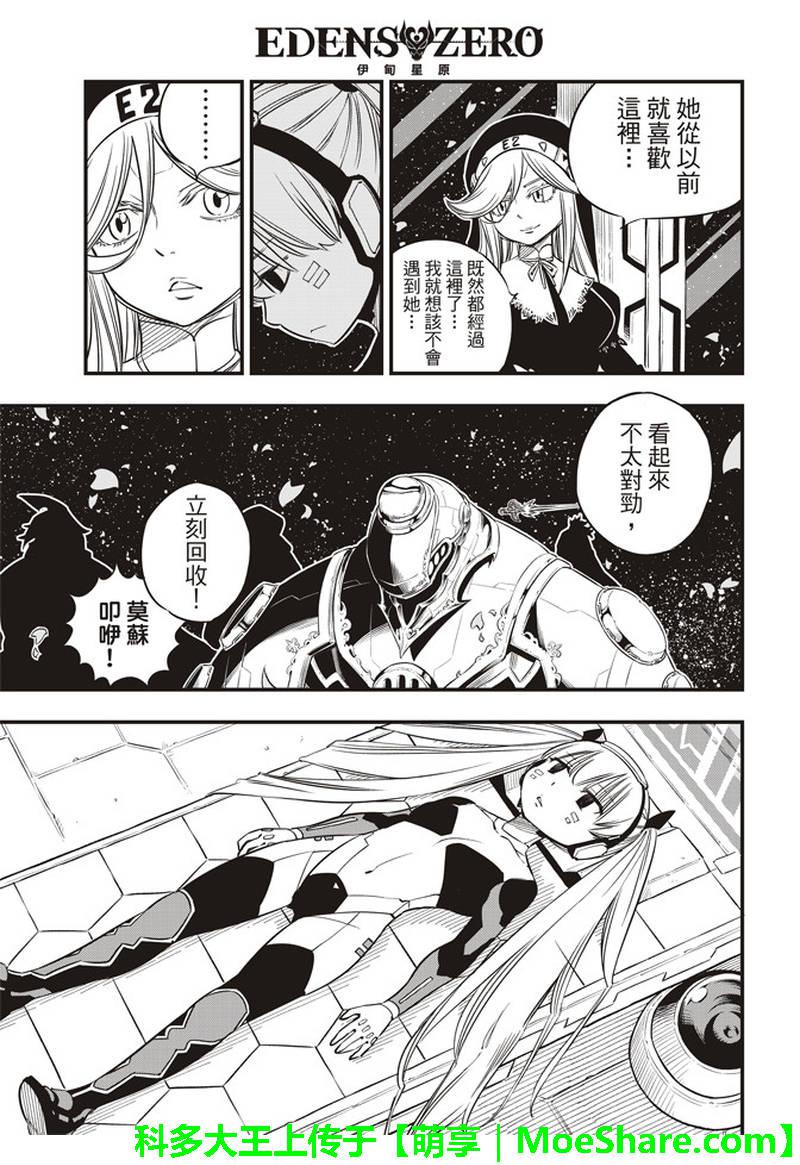 EDENS ZERO
伊甸星原
她從以前
就喜歡
這裡…
E2
既然都經過
這裡了…
我就想該不會
遇到她…
E2
……
看起來
不太對勁，
立刻回收！
莫蘇
叩咿！
科多大王上传于【萌享】MoeShare.com】